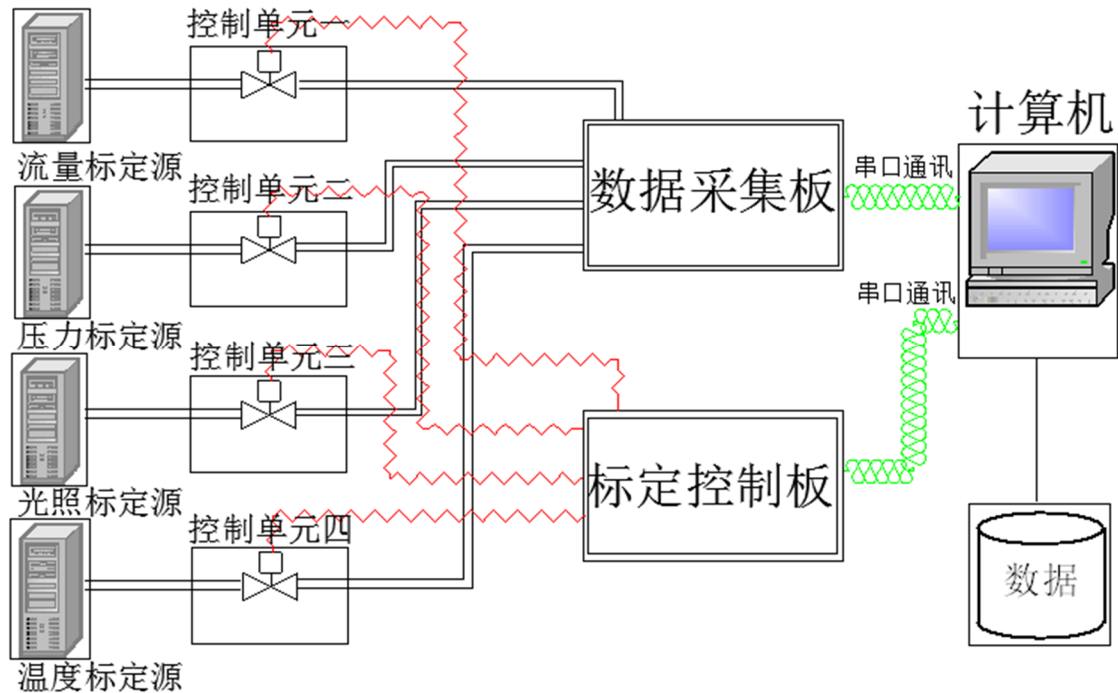 控制单元一
流量标定源
控制单元二
压力标定源
控制单元三
光照标定源
控制单元四
温度标定源
数据采集板
标定控制板
串口通讯
串口通讯
计算机
数据